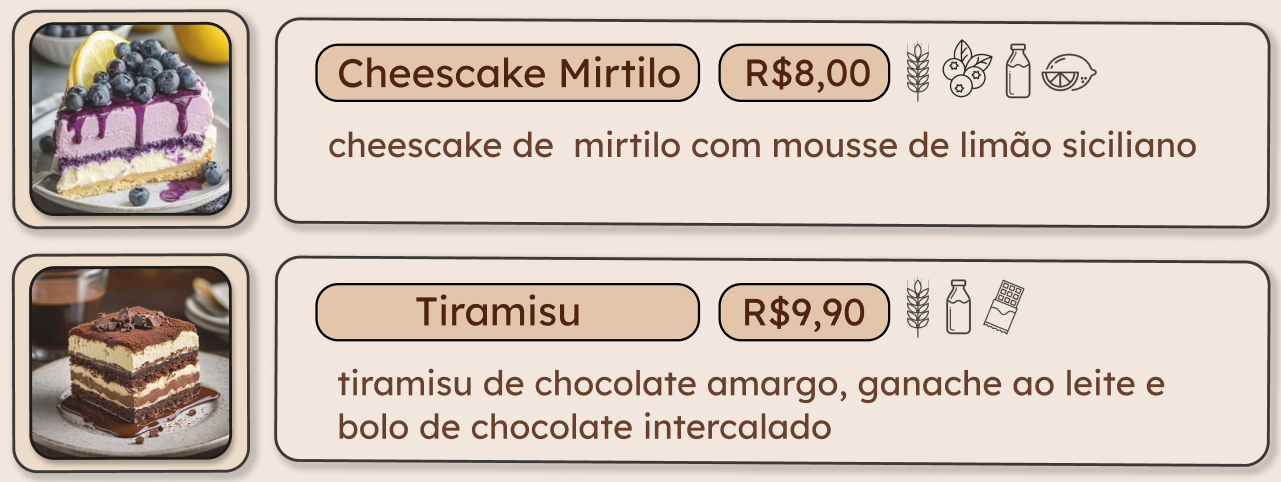 Cheescake Mirtilo
R$8,00
cheescake de mirtilo com mousse de limão siciliano
Tiramisu
R$9,90
tiramisu de chocolate amargo, ganache ao leite e
bolo de chocolate intercalado